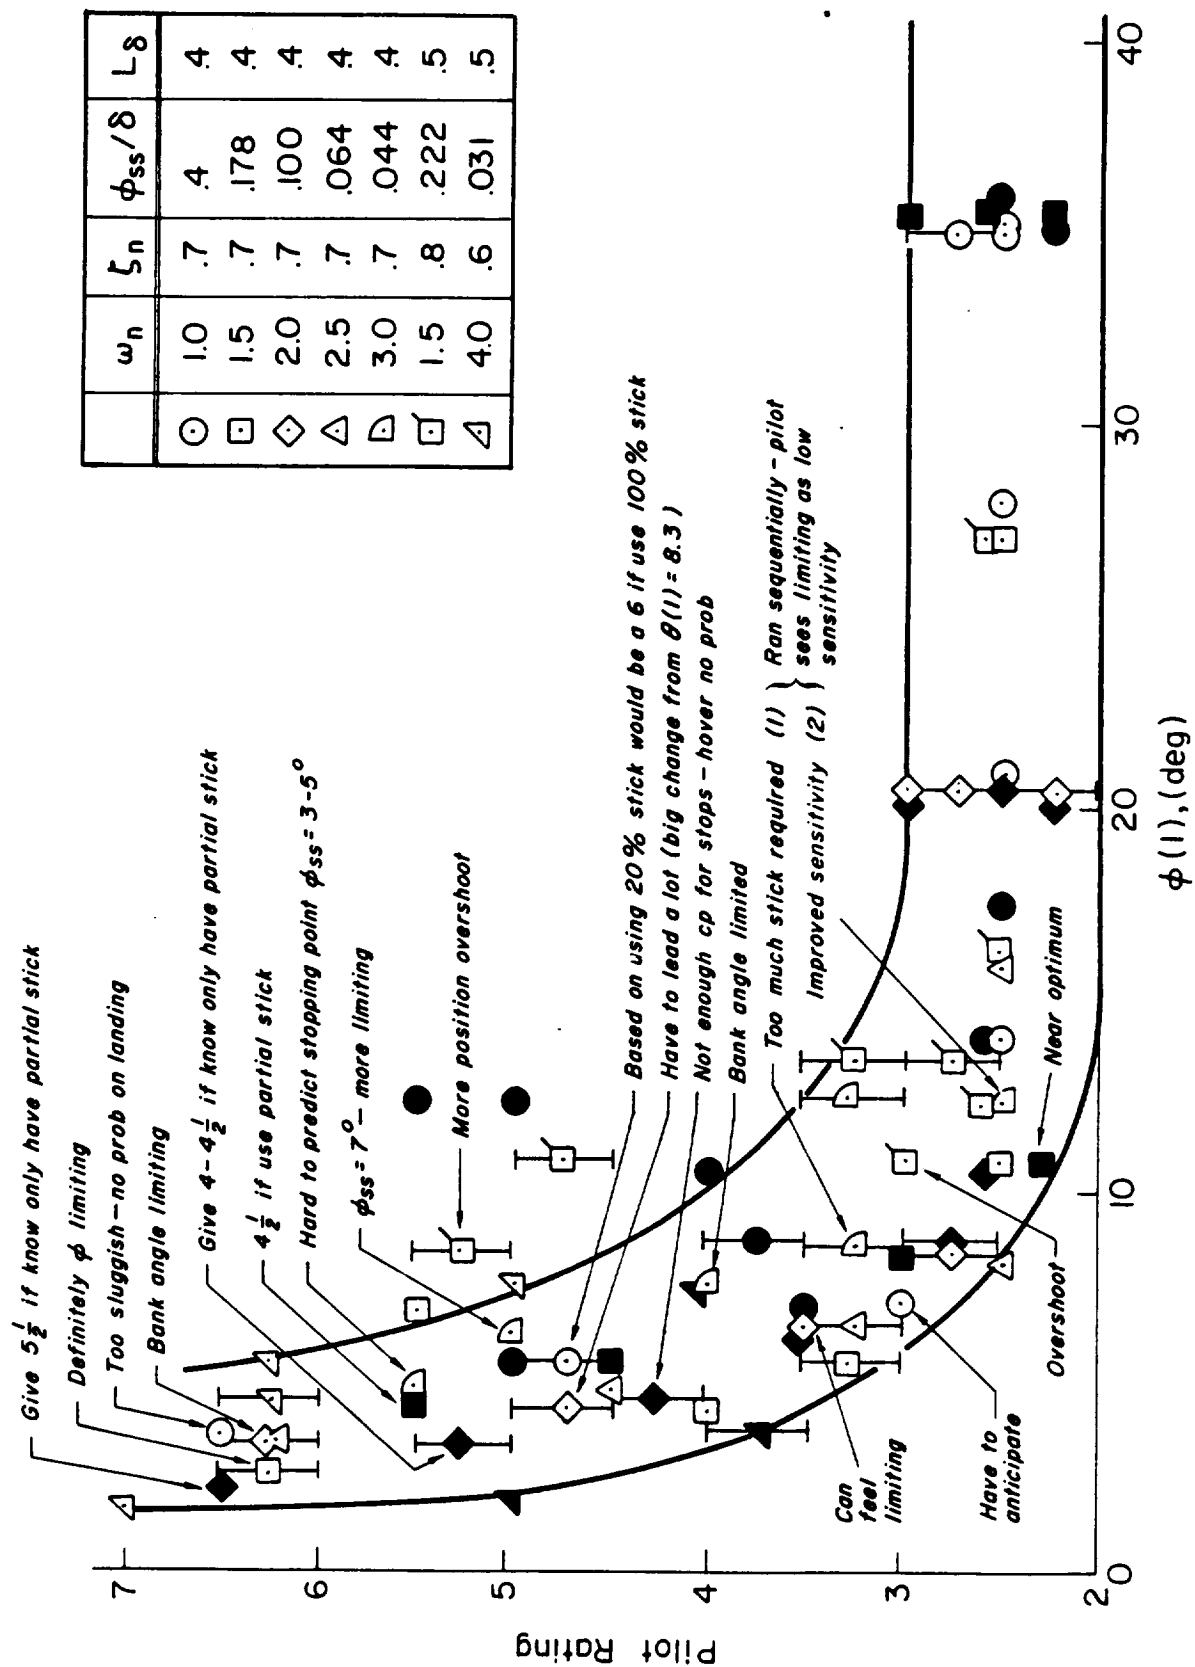 ωn ζn ϕss/δ Lδ
1.0 .7 .4 .4
1.5 .7 .178 .4
2.0 .7 .100 .4
2.5 .7 .064 .4
3.0 .7 .044 .4
1.5 .8 .222 .5
4.0 .6 .031 .5
Give 5 1/2 if know only have partial stick
Definitely ϕ limiting
Too sluggish – no prob on landing
Bank angle limiting
Give 4 – 4 1/2 if know only have partial stick
4 1/2 if use partial stick
Hard to predict stopping point ϕss = 3-5°
ϕss = 7° – more limiting
More position overshoot
Based on using 20% stick would be a 6 if use 100% stick
Have to lead a lot (big change from θ(1) = 8.3)
Not enough cp for stops – hover no prob
Bank angle limited
Too much stick required (1)
Improved sensitivity (2)
} Ran sequentially – pilot
sees limiting as low
sensitivity
Near optimum
Overshoot
Can
feel
limiting
Have to
anticipate
Pilot Rating
7
6
5
4
3
2
0
10
20
30
40
ϕ(1), (deg)